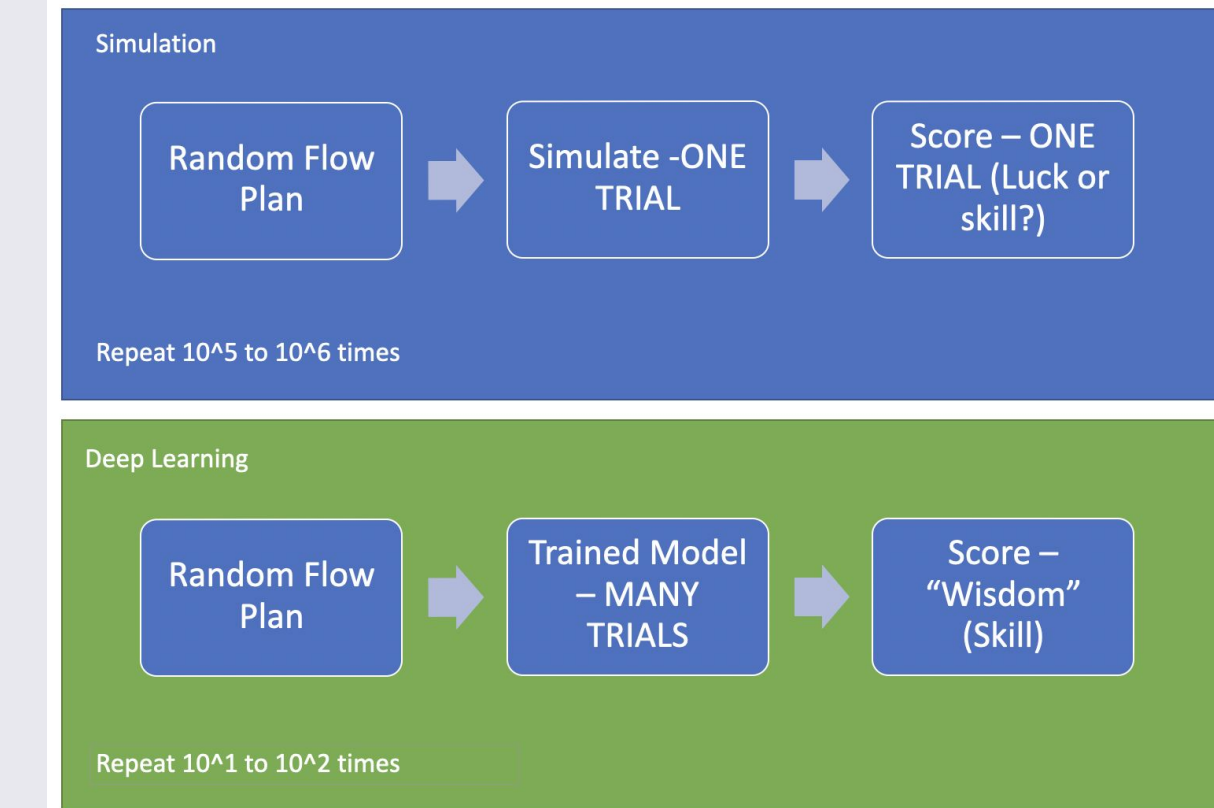 Simulation
Random Flow
Plan
Simulate -ONE
TRIAL
Score – ONE
TRIAL (Luck or
skill?)
Repeat 10^5 to 10^6 times
Deep Learning
Random Flow
Plan
Trained Model
– MANY
TRIALS
Score –
“Wisdom”
(Skill)
Repeat 10^1 to 10^2 times